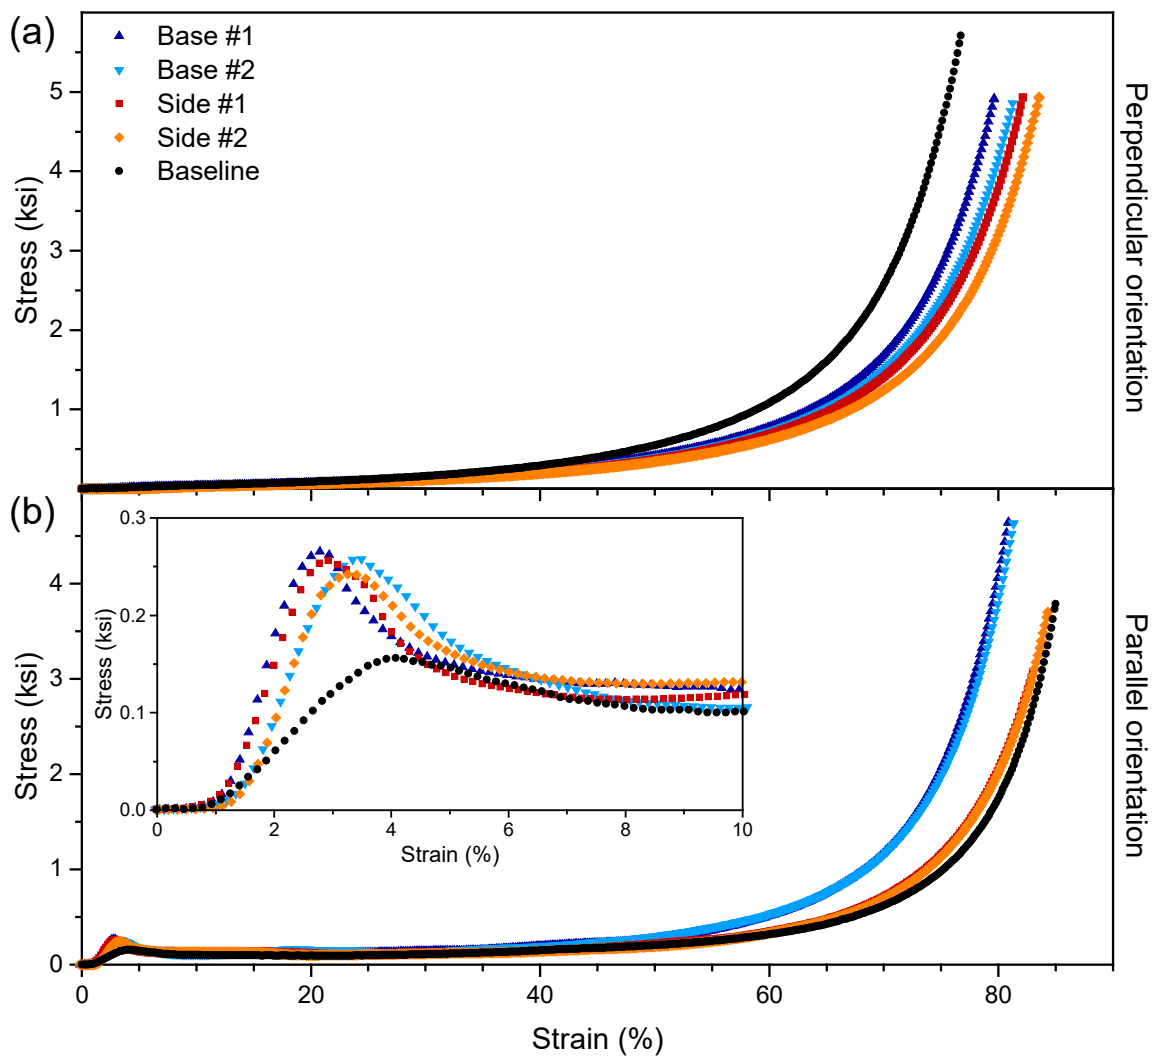 (a)
Base #1
Base #2
Side #1
Side #2
Baseline
5
4
3
2
1
Stress (ksi)
Perpendicular orientation
(b)
0.3
0.2
0.1
0.0
Stress (ksi)
0 2 4 6 8 10
Strain (%)
4
3
2
1
0
Stress (ksi)
Parallel orientation
0 20 40 60 80
Strain (%)